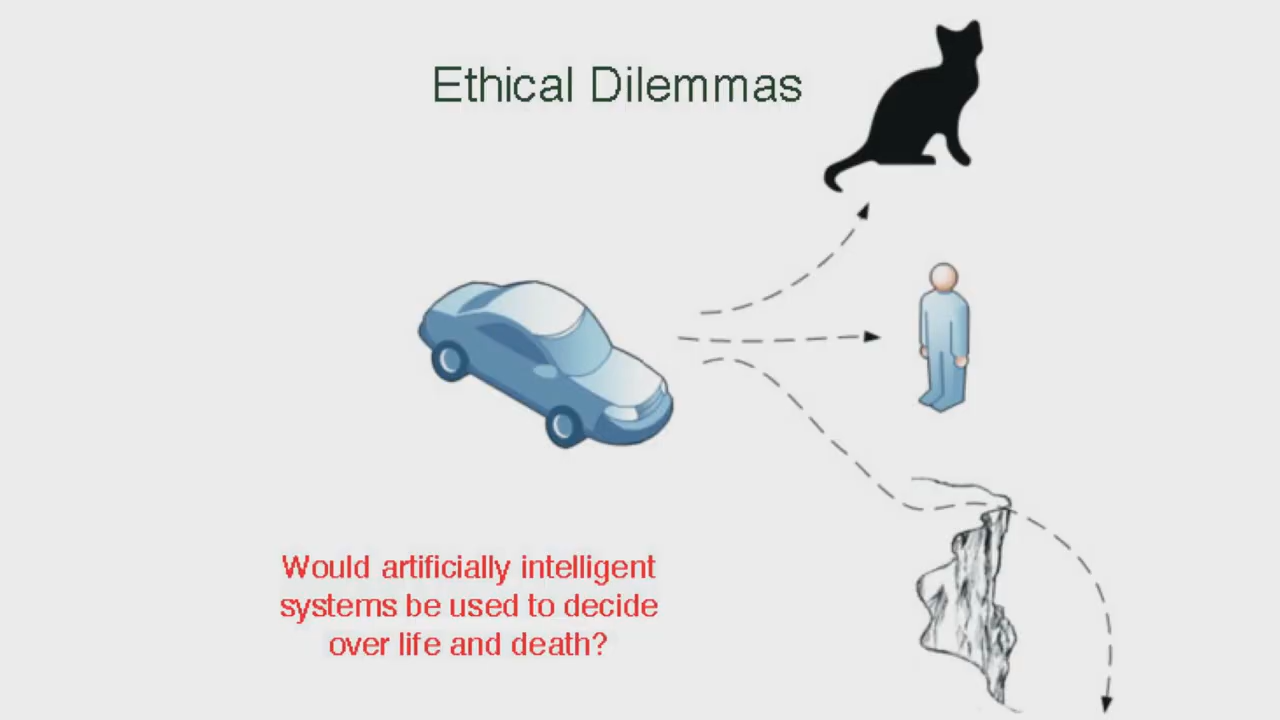 Ethical Dilemmas
Would artificially intelligent
systems be used to decide
over life and death?